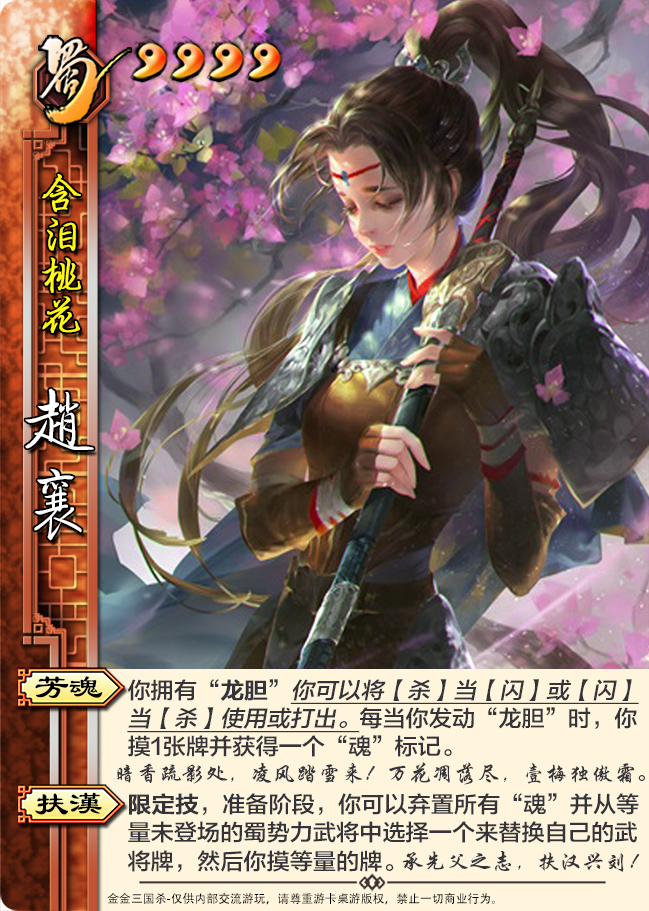 蜀
含泪桃花
趙襄
芳魂
你拥有“龙胆”你可以将【杀】当【闪】或【闪】
当【杀】使用或打出。每当你发动“龙胆”时，你
摸1张牌并获得一个“魂”标记。
暗香疏影处，凌风踏雪来！万花凋落尽，壹梅独傲霜。
扶漢
限定技，准备阶段，你可以弃置所有“魂”并从等
量未登场的蜀势力武将中选择一个来替换自己的武
将牌，然后你摸等量的牌。承先父之志，扶汉兴刘！
金金三国杀-仅供内部交流游玩，请尊重游卡桌游版权，禁止一切商业行为。